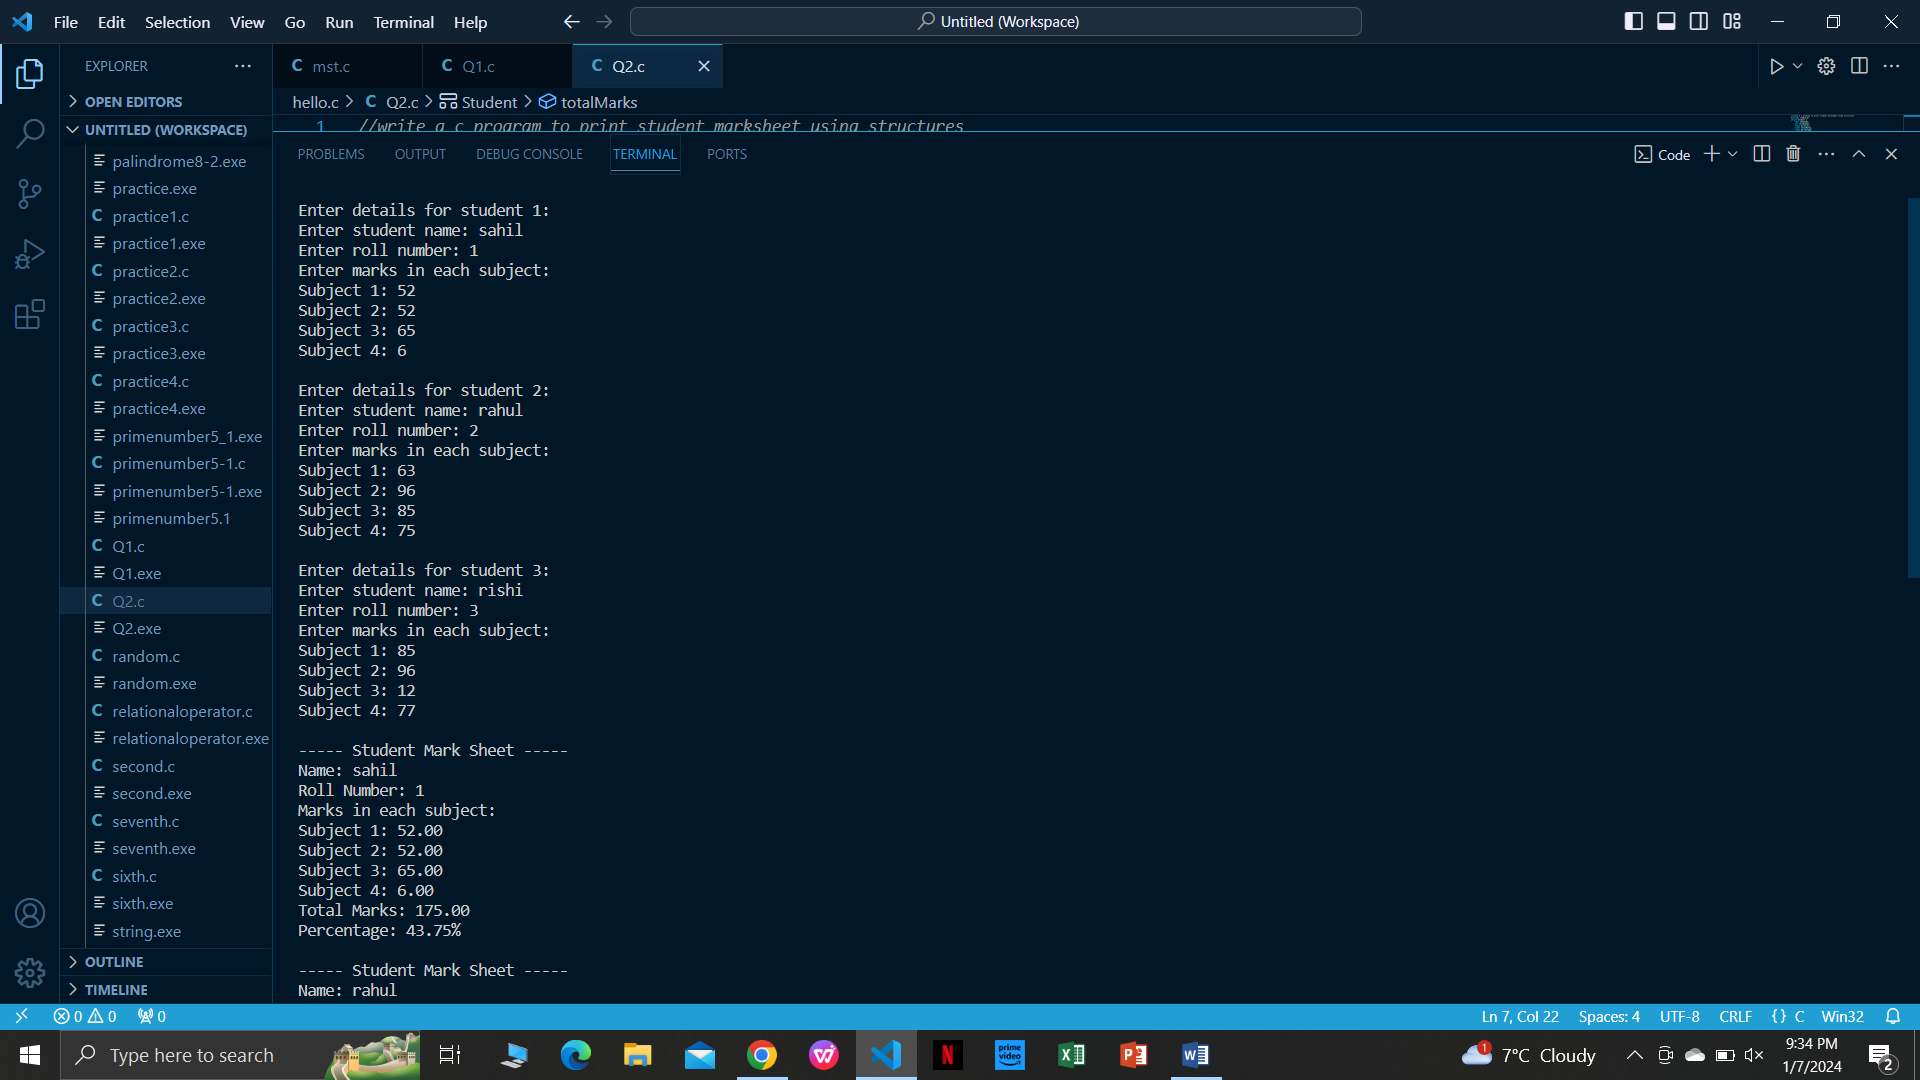 File Edit Selection View Go Run Terminal Help
Untitled (Workspace)
EXPLORER
OPEN EDITORS
UNTITLED (WORKSPACE)
palindrome8-2.exe
practice.exe
practice1.c
practice1.exe
practice2.c
practice2.exe
practice3.c
practice3.exe
practice4.c
practice4.exe
primenumber5_1.exe
primenumber5-1.c
primenumber5-1.exe
primenumber5.1
Q1.c
Q1.exe
Q2.c
Q2.exe
random.c
random.exe
relationaloperator.c
relationaloperator.exe
second.c
second.exe
seventh.c
seventh.exe
sixth.c
sixth.exe
string.exe
OUTLINE
TIMELINE
C mst.c C Q1.c C Q2.c
hello.c > C Q2.c > Student > totalMarks
1 //write a c program to print student marksheet using structures
PROBLEMS OUTPUT DEBUG CONSOLE TERMINAL PORTS
Code
Enter details for student 1:
Enter student name: sahil
Enter roll number: 1
Enter marks in each subject:
Subject 1: 52
Subject 2: 52
Subject 3: 65
Subject 4: 6
Enter details for student 2:
Enter student name: rahul
Enter roll number: 2
Enter marks in each subject:
Subject 1: 63
Subject 2: 96
Subject 3: 85
Subject 4: 75
Enter details for student 3:
Enter student name: rishi
Enter roll number: 3
Enter marks in each subject:
Subject 1: 85
Subject 2: 96
Subject 3: 12
Subject 4: 77
----- Student Mark Sheet -----
Name: sahil
Roll Number: 1
Marks in each subject:
Subject 1: 52.00
Subject 2: 52.00
Subject 3: 65.00
Subject 4: 6.00
Total Marks: 175.00
Percentage: 43.75%
----- Student Mark Sheet -----
Name: rahul
0 0 0
Ln 7, Col 22 Spaces: 4 UTF-8 CRLF {} C Win32
Type here to search
prime video
1 7°C Cloudy
9:34 PM
1/7/2024
2